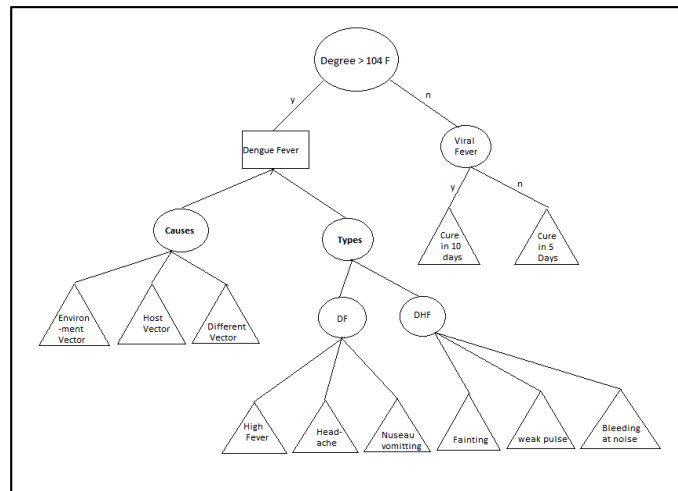 Degree > 104 F
y
n
Dengue Fever
Viral
Fever
y
n
Causes
Types
Cure
in 10
days
Cure
in 5
Days
Environ
-ment
Vector
Host
Vector
Different
Vector
DF
DHF
High
Fever
Head-
ache
Nuseau
vomitting
Fainting
weak pulse
Bleeding
at noise